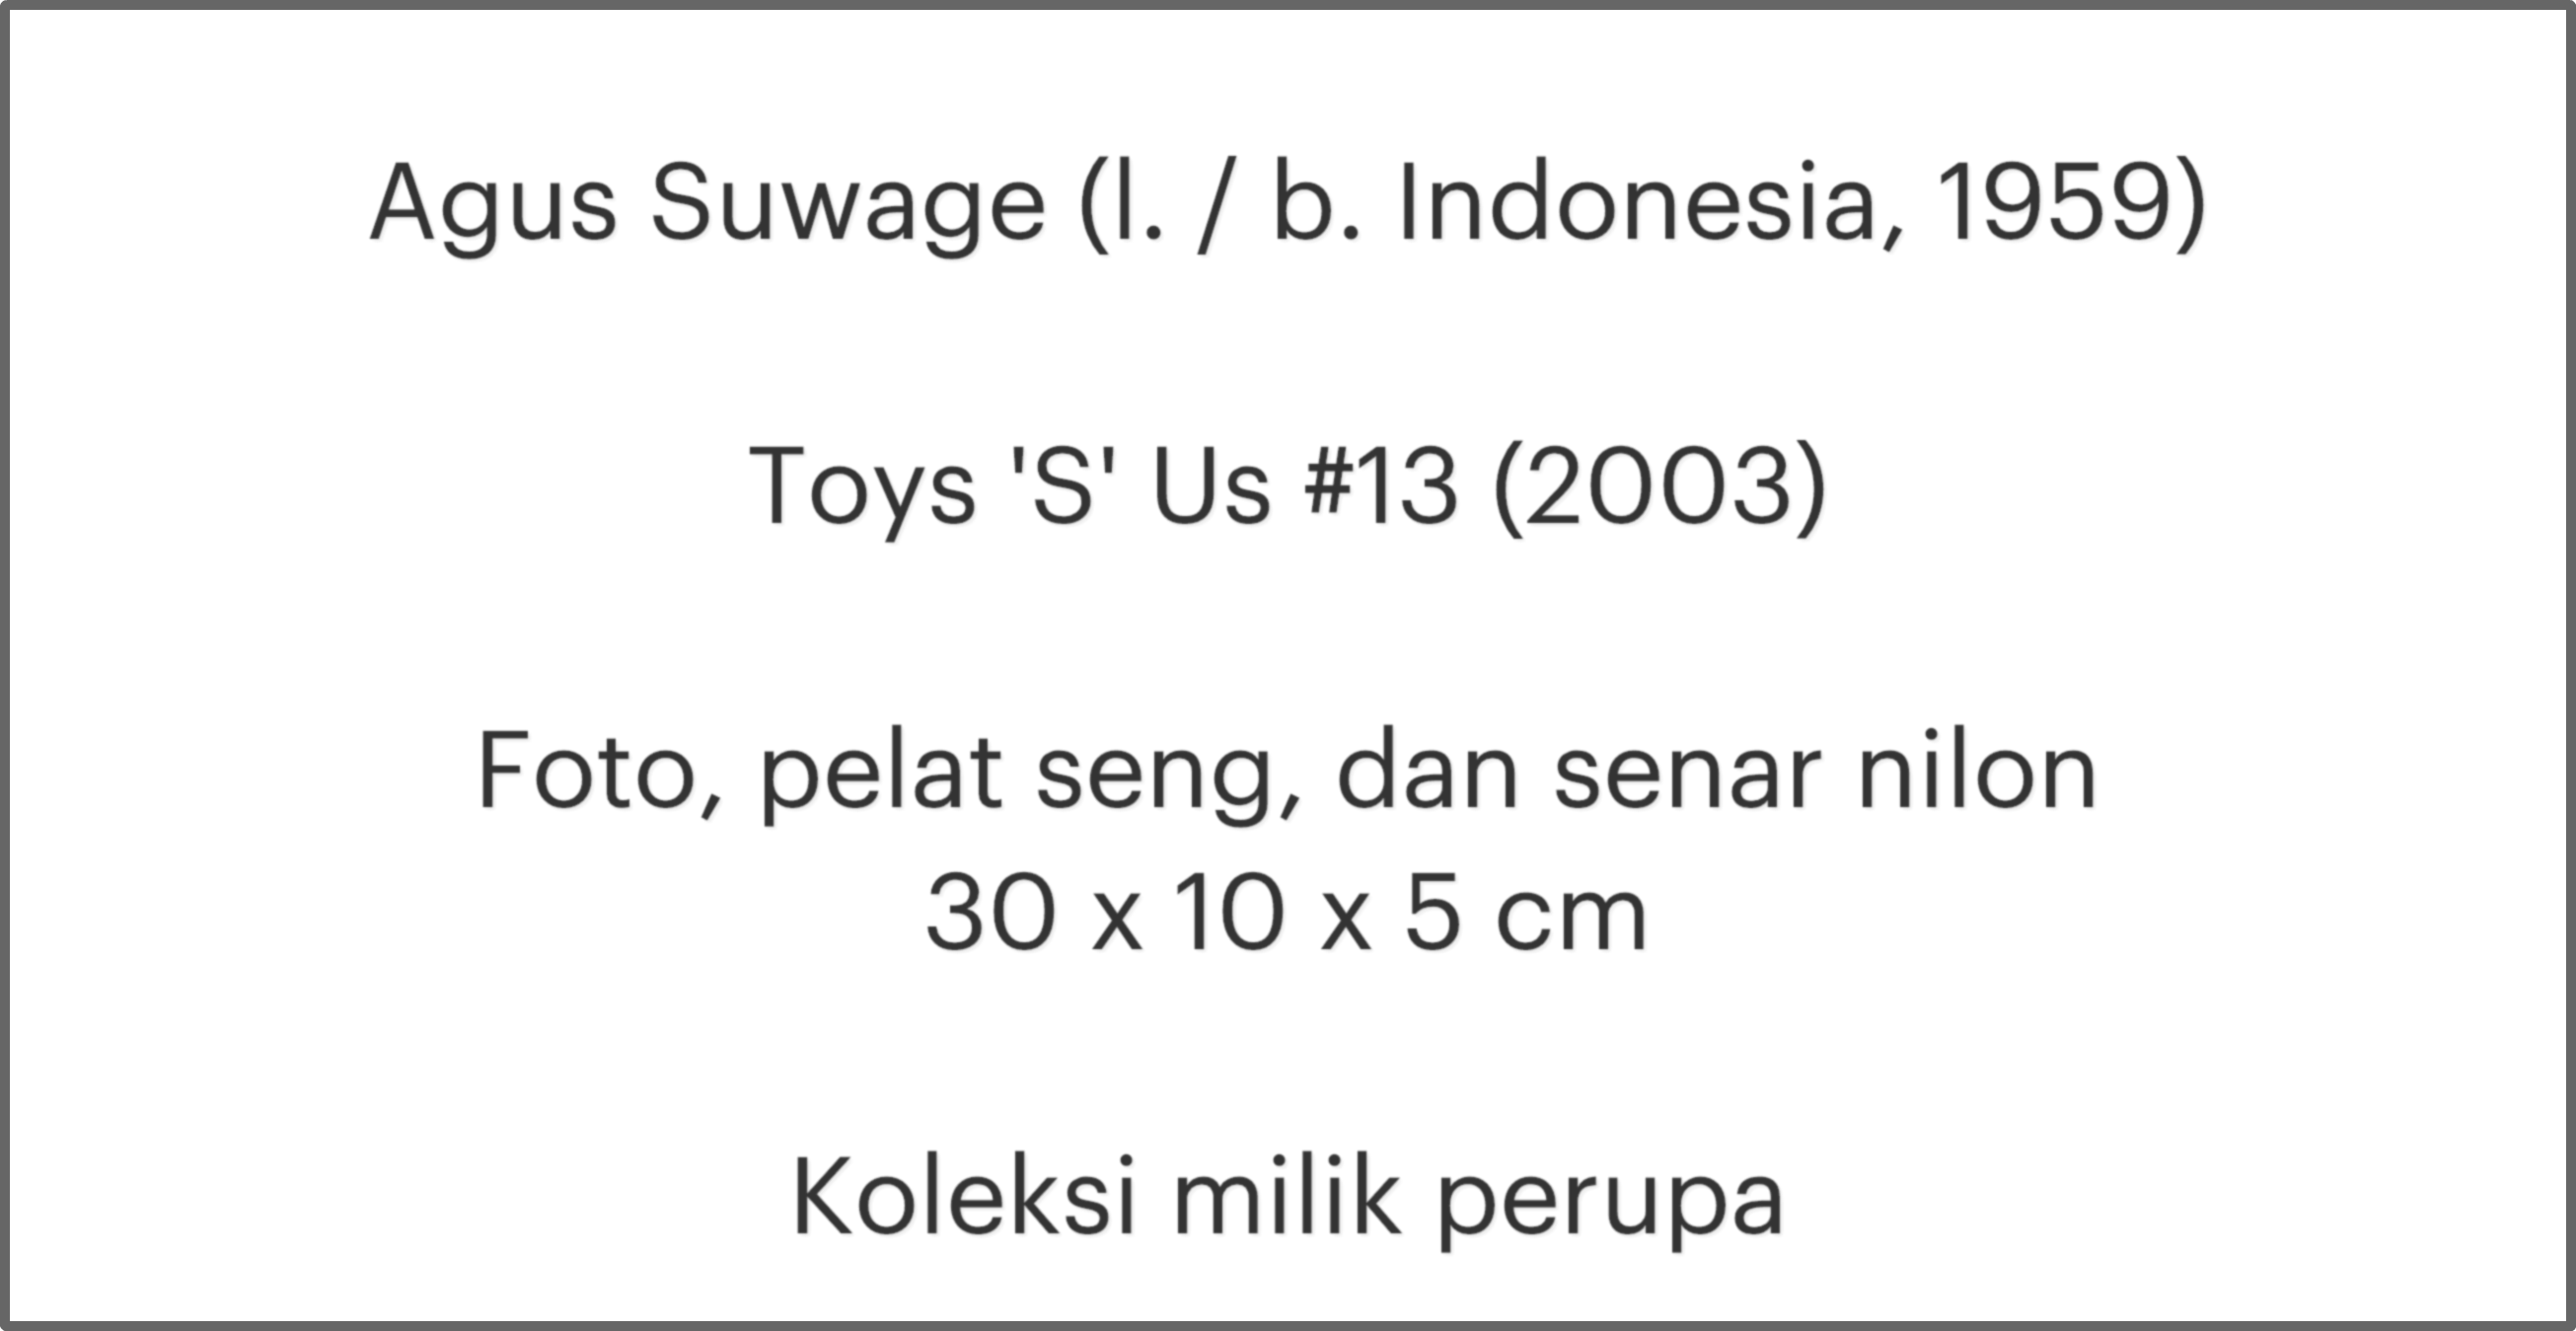 Agus Suwage (l. / b. Indonesia, 1959)
Toys 'S' Us #13 (2003)
Foto, pelat seng, dan senar nilon
30 x 10 x 5 cm
Koleksi milik perupa